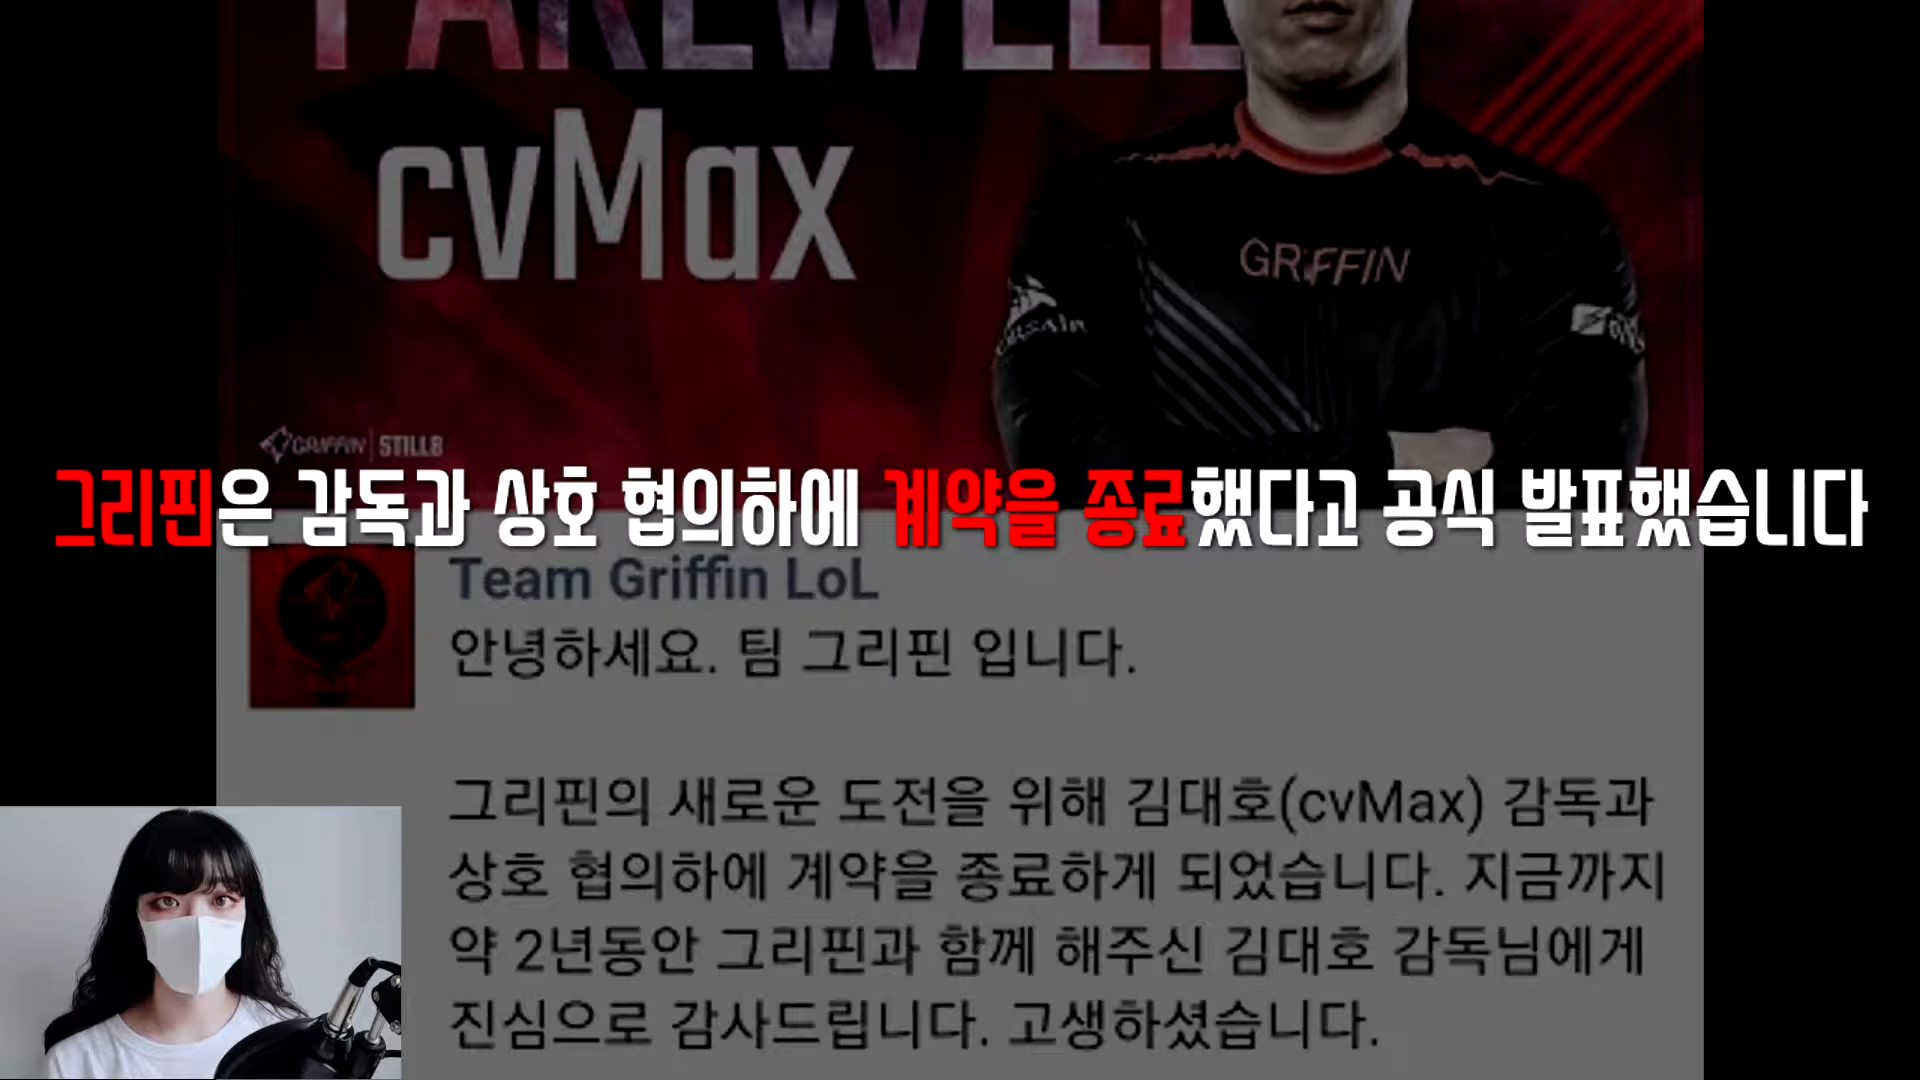 FAREWELL
cvMax
GRIFFIN
CORSAIR
GRIFFIN | STILL8
그리핀은 감독과 상호 협의하에 계약을 종료했다고 공식 발표했습니다
Team Griffin LoL
안녕하세요. 팀 그리핀 입니다.
그리핀의 새로운 도전을 위해 김대호(cvMax) 감독과
상호 협의하에 계약을 종료하게 되었습니다. 지금까지
약 2년동안 그리핀과 함께 해주신 김대호 감독님에게
진심으로 감사드립니다. 고생하셨습니다.